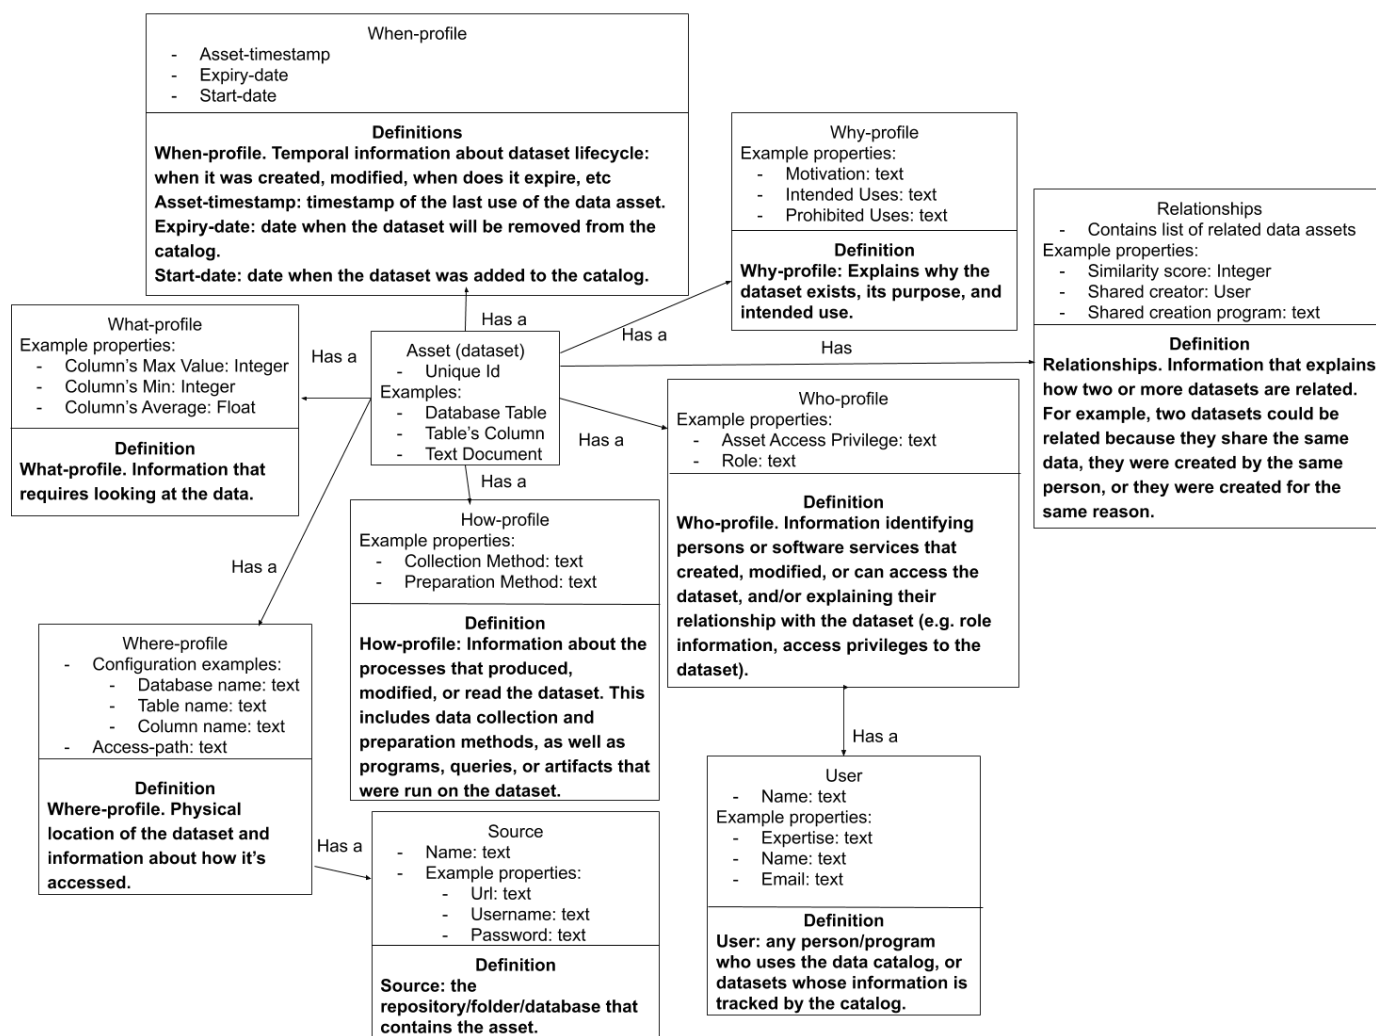 When-profile
- Asset-timestamp
- Expiry-date
- Start-date
Definitions
When-profile. Temporal information about dataset lifecycle:
when it was created, modified, when does it expire, etc
Asset-timestamp: timestamp of the last use of the data asset.
Expiry-date: date when the dataset will be removed from the
catalog.
Start-date: date when the dataset was added to the catalog.
Why-profile
Example properties:
- Motivation: text
- Intended Uses: text
- Prohibited Uses: text
Definition
Why-profile: Explains why the
dataset exists, its purpose, and
intended use.
Relationships
- Contains list of related data assets
Example properties:
- Similarity score: Integer
- Shared creator: User
- Shared creation program: text
Definition
Relationships. Information that explains
how two or more datasets are related.
For example, two datasets could be
related because they share the same
data, they were created by the same
person, or they were created for the
same reason.
What-profile
Example properties:
- Column's Max Value: Integer
- Column's Min: Integer
- Column's Average: Float
Definition
What-profile. Information that
requires looking at the data.
Has a
Has a
Has a
Has
Asset (dataset)
- Unique Id
Examples:
- Database Table
- Table's Column
- Text Document
Has a
Has a
Has a
Who-profile
Example properties:
- Asset Access Privilege: text
- Role: text
Definition
Who-profile. Information identifying
persons or software services that
created, modified, or can access the
dataset, and/or explaining their
relationship with the dataset (e.g. role
information, access privileges to the
dataset).
How-profile
Example properties:
- Collection Method: text
- Preparation Method: text
Definition
How-profile: Information about the
processes that produced,
modified, or read the dataset. This
includes data collection and
preparation methods, as well as
programs, queries, or artifacts that
were run on the dataset.
Where-profile
- Configuration examples:
- Database name: text
- Table name: text
- Column name: text
- Access-path: text
Definition
Where-profile. Physical
location of the dataset and
information about how it's
accessed.
Has a
Source
- Name: text
- Example properties:
- Url: text
- Username: text
- Password: text
Definition
Source: the
repository/folder/database that
contains the asset.
Has a
User
- Name: text
Example properties:
- Expertise: text
- Name: text
- Email: text
Definition
User: any person/program
who uses the data catalog, or
datasets whose information is
tracked by the catalog.